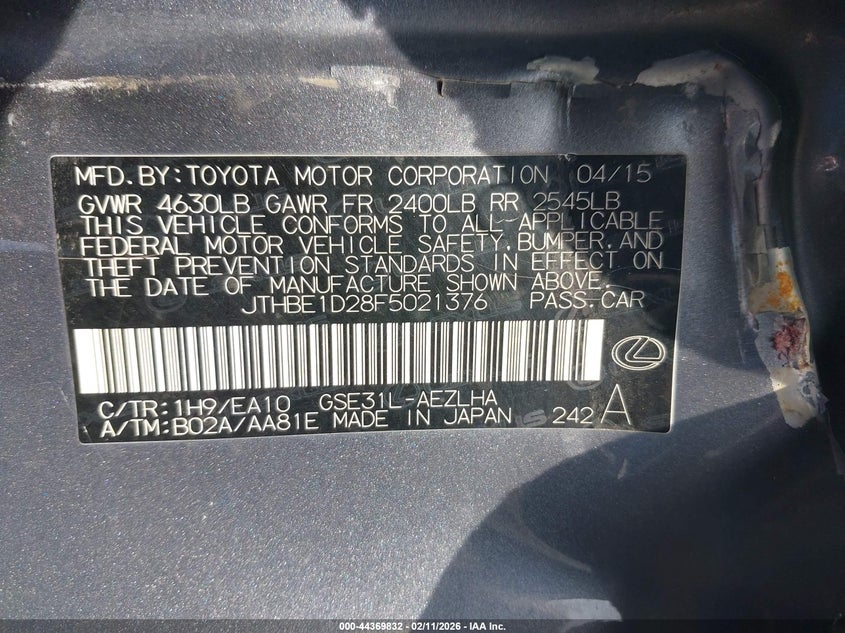 MFD.BY:TOYOTA MOTOR CORPORATION 04/15
GVWR 4630LB GAWR FR 2400LB RR 2545LB
THIS VEHICLE CONFORMS TO ALL APPLICABLE
FEDERAL MOTOR VEHICLE SAFETY,BUMPER,AND
THEFT PREVENTION STANDARDS IN EFFECT ON
THE DATE OF MANUFACTURE SHOWN ABOVE.
JTHBE1D28F5021376 PASS.CAR
C/TR:1H9/EA10 GSE31L-AEZLHA
A/TM:B02A/AA81E MADE IN JAPAN 242 A
000-44369832 - 02/11/2026 - IAA Inc.